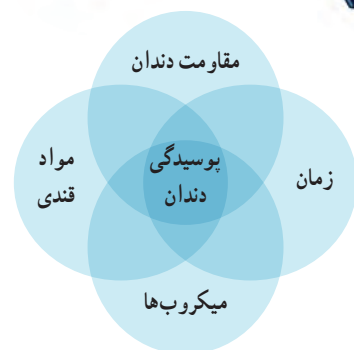 مقاومت دندان
مواد
قندی
پوسیدگی
دندان
زمان
میکروب‌ها